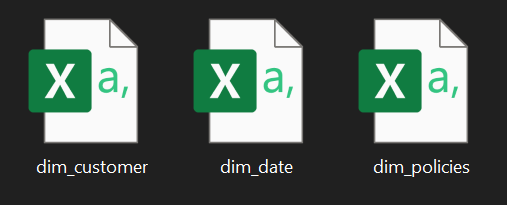 X a,
X a,
X a,
dim_customer
dim_date
dim_policies